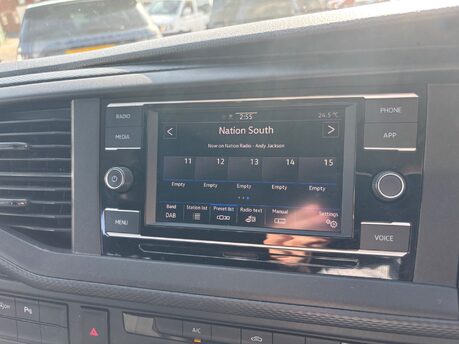 RADIO
MEDIA
MENU
2:55
24.5°C
Nation South
Now on Nation Radio - Andy Jackson
11 12 13 14 15
Empty Empty Empty Empty Empty
Band Station list Preset list Radio text Manual Settings
DAB
PHONE
APP
VOICE
A/C